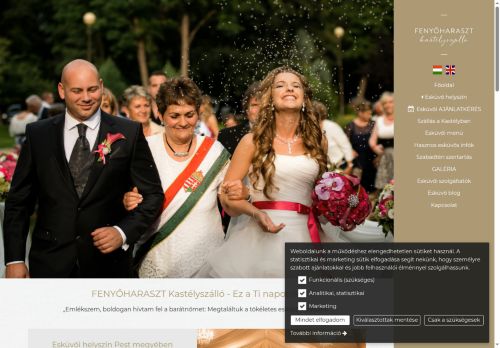 FENYŐHARASZT
kastélyszálló
Főoldal
Esküvő helyszín
Esküvői AJÁNLATKÉRÉS
Szállás a Kastélyban
Esküvői menü
Hasznos esküvős infók
Szabadtéri szertartás
GALÉRIA
Esküvői szolgáltatók
Esküvő blog
Kapcsolat
FENYŐHARASZT Kastélyszálló - Ez a Ti
„Emlékszem, boldogan hívtam fel a barátnőmet: Megtaláltuk a tökéletes
Esküvői helyszín Pest megyében
Weboldalunk a működéshez elengedhetetlen sütiket használ. A
statisztikai és marketing sütik elfogadása segít nekünk, hogy személyre
szabott ajánlatokkal és jobb felhasználói élménnyel szolgálhassunk.
Funkcionális (szükséges)
Analitikai, statisztikai
Marketing
Mindet elfogadom
Kiválasztottak mentése
Csak a szükségesek
További információ